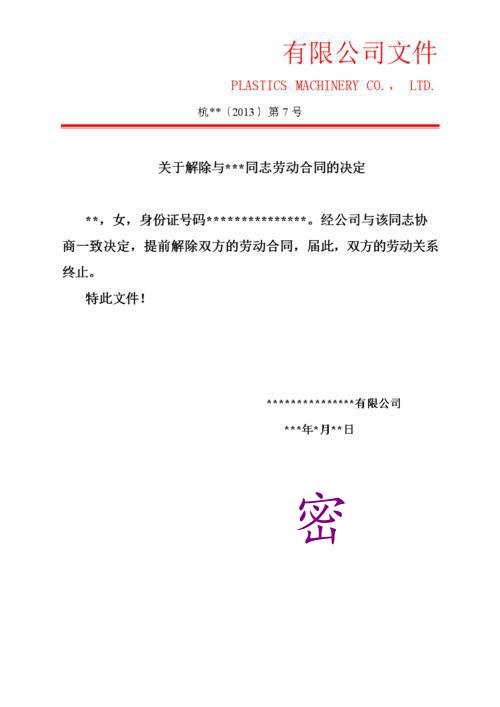 有限公司文件
PLASTICS MACHINERY CO., LTD.
杭**〔2013〕第7号
关于解除与***同志劳动合同的决定
**，女，身份证号码***************。经公司与该同志协
商一致决定，提前解除双方的劳动合同，届此，双方的劳动关系
终止。
特此文件！
***************有限公司
***年*月**日
密